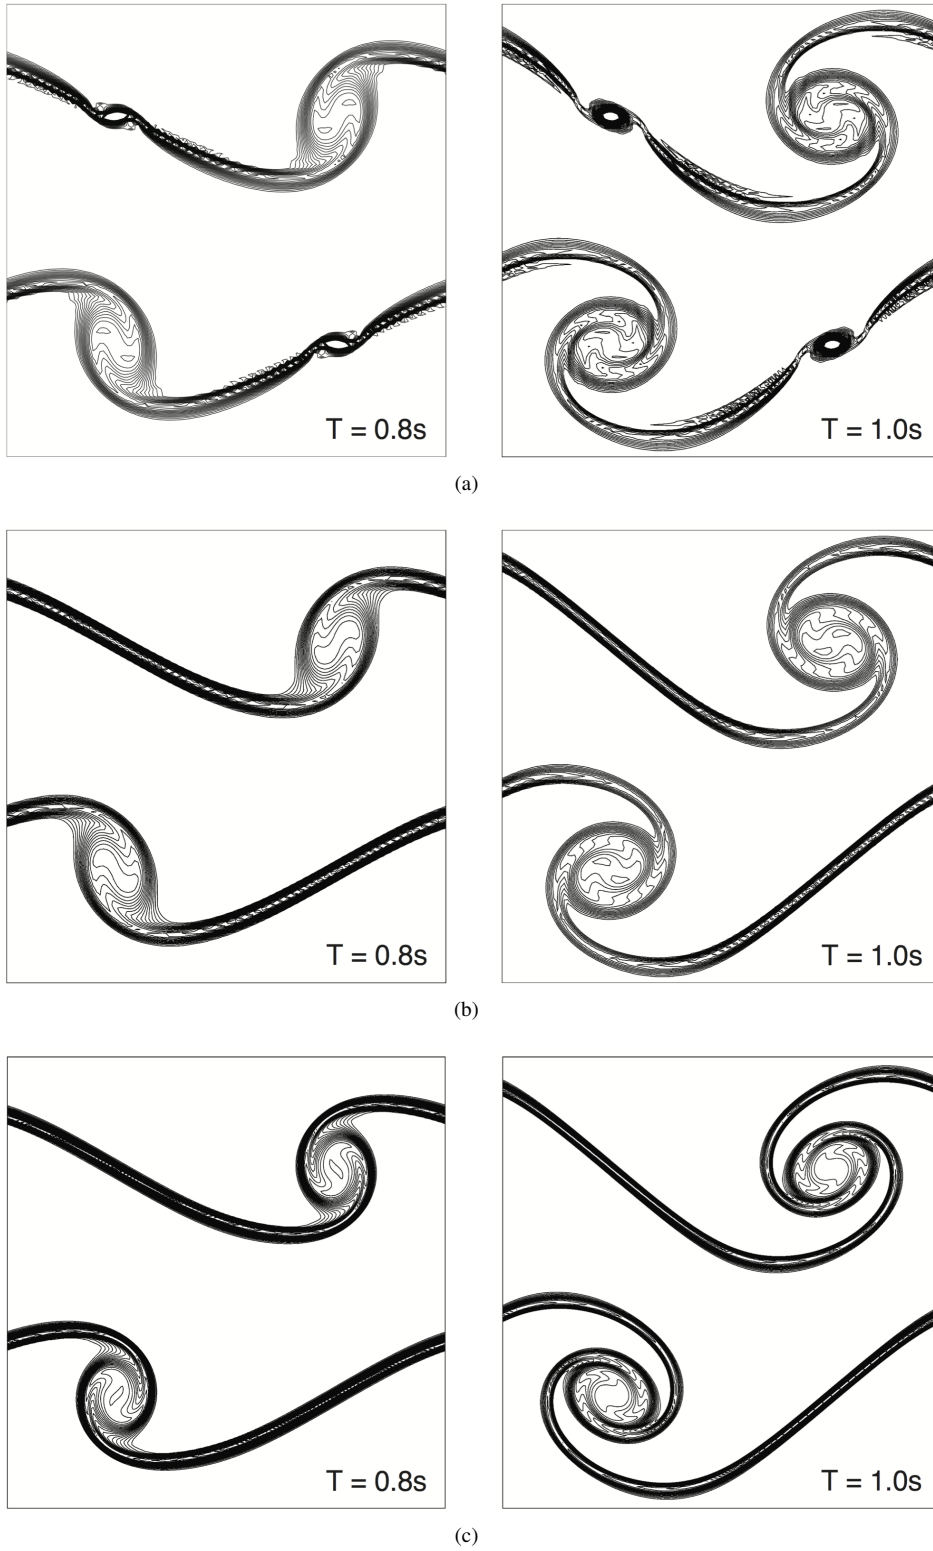 T = 0.8s
T = 1.0s
(a)
T = 0.8s
T = 1.0s
(b)
T = 0.8s
T = 1.0s
(c)